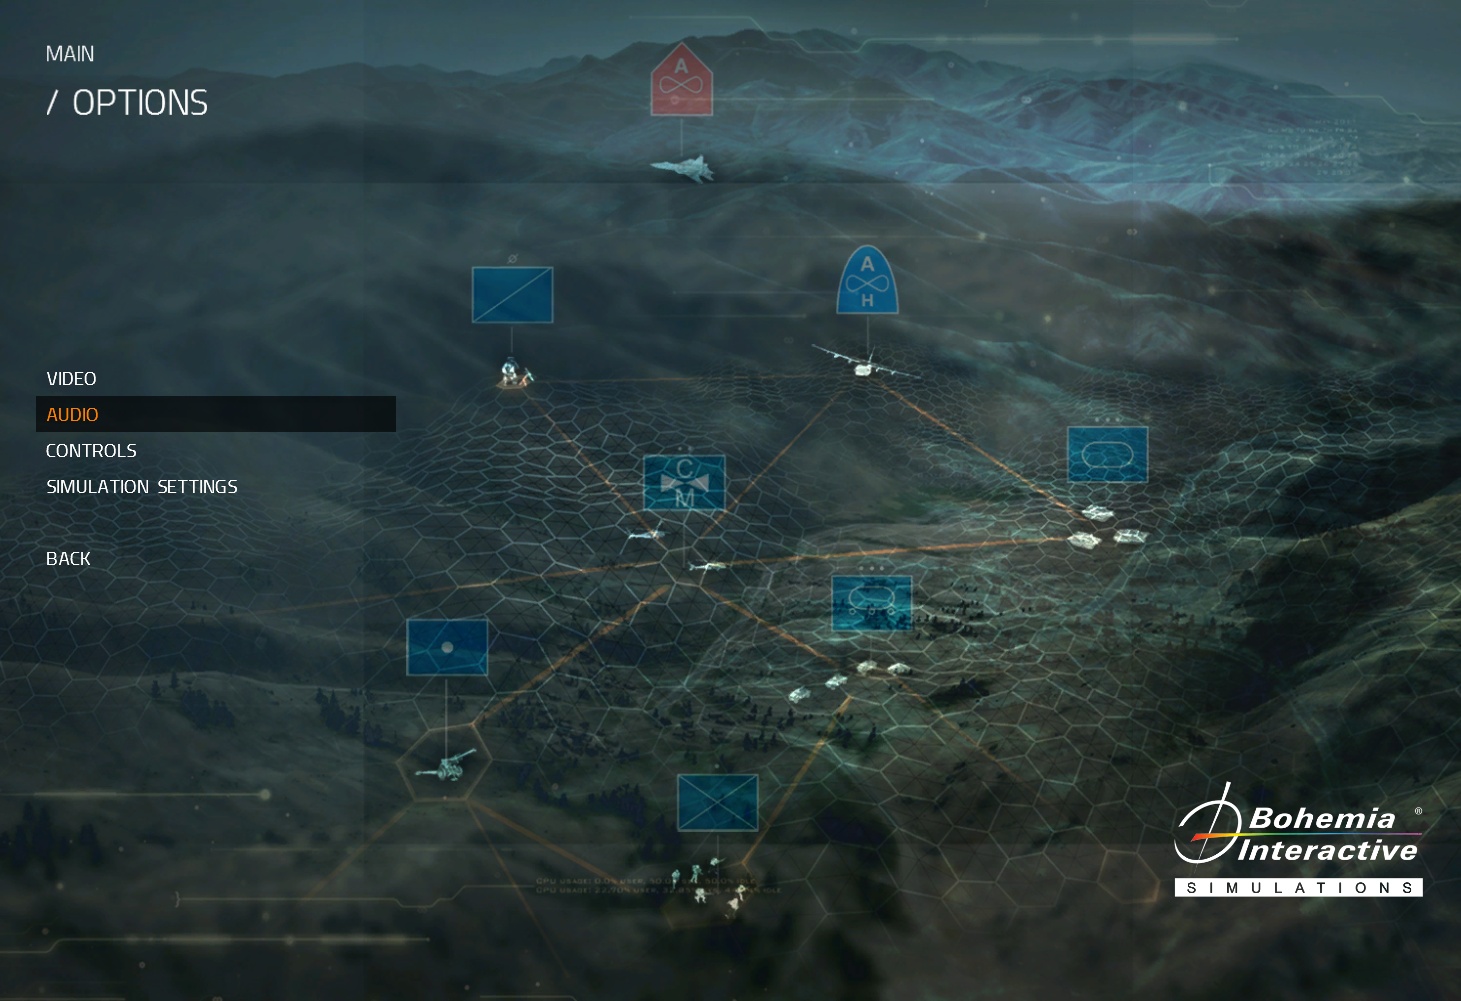 MAIN
/ OPTIONS
A
A
H
VIDEO
AUDIO
CONTROLS
SIMULATION SETTINGS
C
M
BACK
Bohemia ®
Interactive
SIMULATIONS